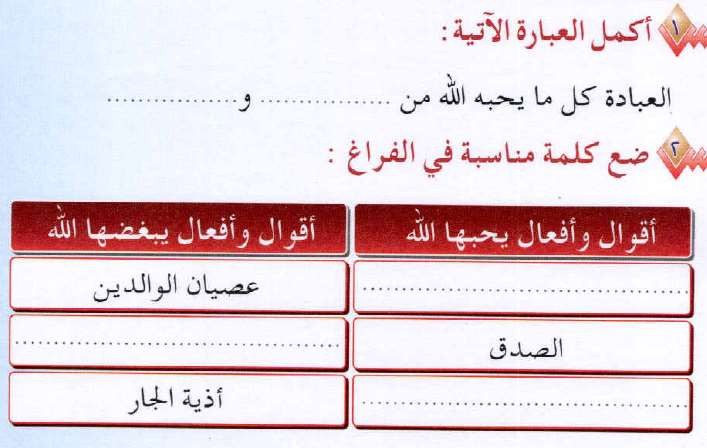 ١ أكمل العبارة الآتية :
العبادة كل ما يحبه الله من .................. و ..................
٢ ضع كلمة مناسبة في الفراغ :
أقوال وأفعال يحبها الله أقوال وأفعال يبغضها الله
.................................................. عصيان الوالدين
الصدق ..................................................
.................................................. أذية الجار